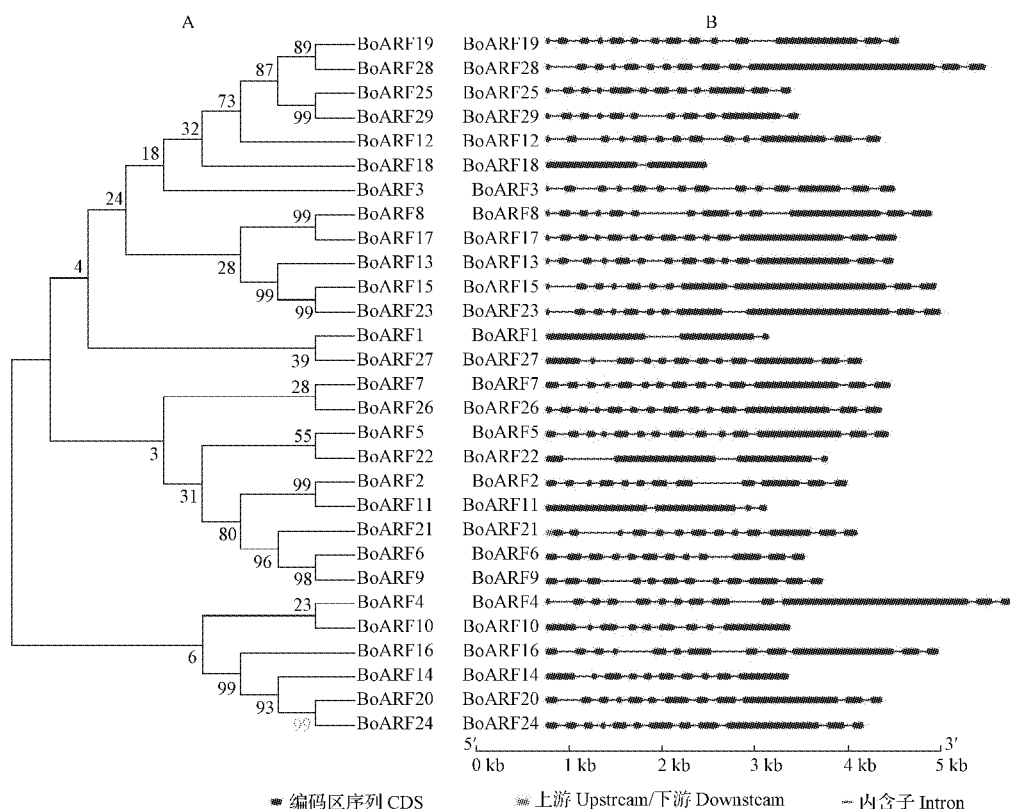 A B
89 BoARF19 BoARF19
87 BoARF28 BoARF28
73 BoARF25 BoARF25
99 BoARF29 BoARF29
32 BoARF12 BoARF12
18 BoARF18 BoARF18
24 BoARF3 BoARF3
99 BoARF8 BoARF8
BoARF17 BoARF17
4 28 BoARF13 BoARF13
99 BoARF15 BoARF15
99 BoARF23 BoARF23
BoARF1 BoARF1
39 BoARF27 BoARF27
28 BoARF7 BoARF7
BoARF26 BoARF26
55 BoARF5 BoARF5
3 BoARF22 BoARF22
31 99 BoARF2 BoARF2
BoARF11 BoARF11
80 BoARF21 BoARF21
96 BoARF6 BoARF6
98 BoARF9 BoARF9
23 BoARF4 BoARF4
BoARF10 BoARF10
6 BoARF16 BoARF16
99 BoARF14 BoARF14
93 BoARF20 BoARF20
99 BoARF24 BoARF24
5′ 3′
0 kb 1 kb 2 kb 3 kb 4 kb 5 kb
编码区序列 CDS 上游 Upstream/下游 Downsteam 内含子 Intron